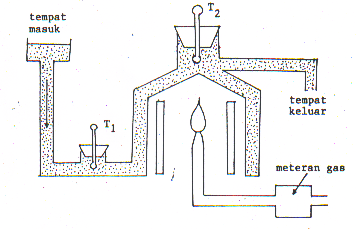 tempat
masuk
T2
T1
tempat
keluar
meteran gas